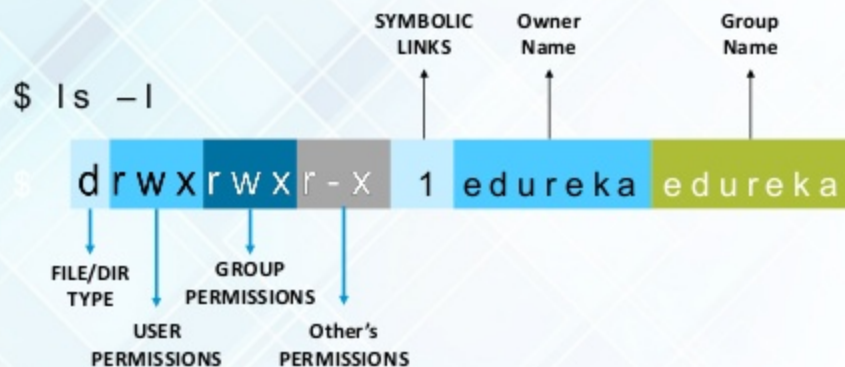 SYMBOLIC LINKS
Owner Name
Group Name
$ ls –l
$ drwxrwxr-x 1 edureka edureka
FILE/DIR TYPE
GROUP PERMISSIONS
USER PERMISSIONS
Other's PERMISSIONS